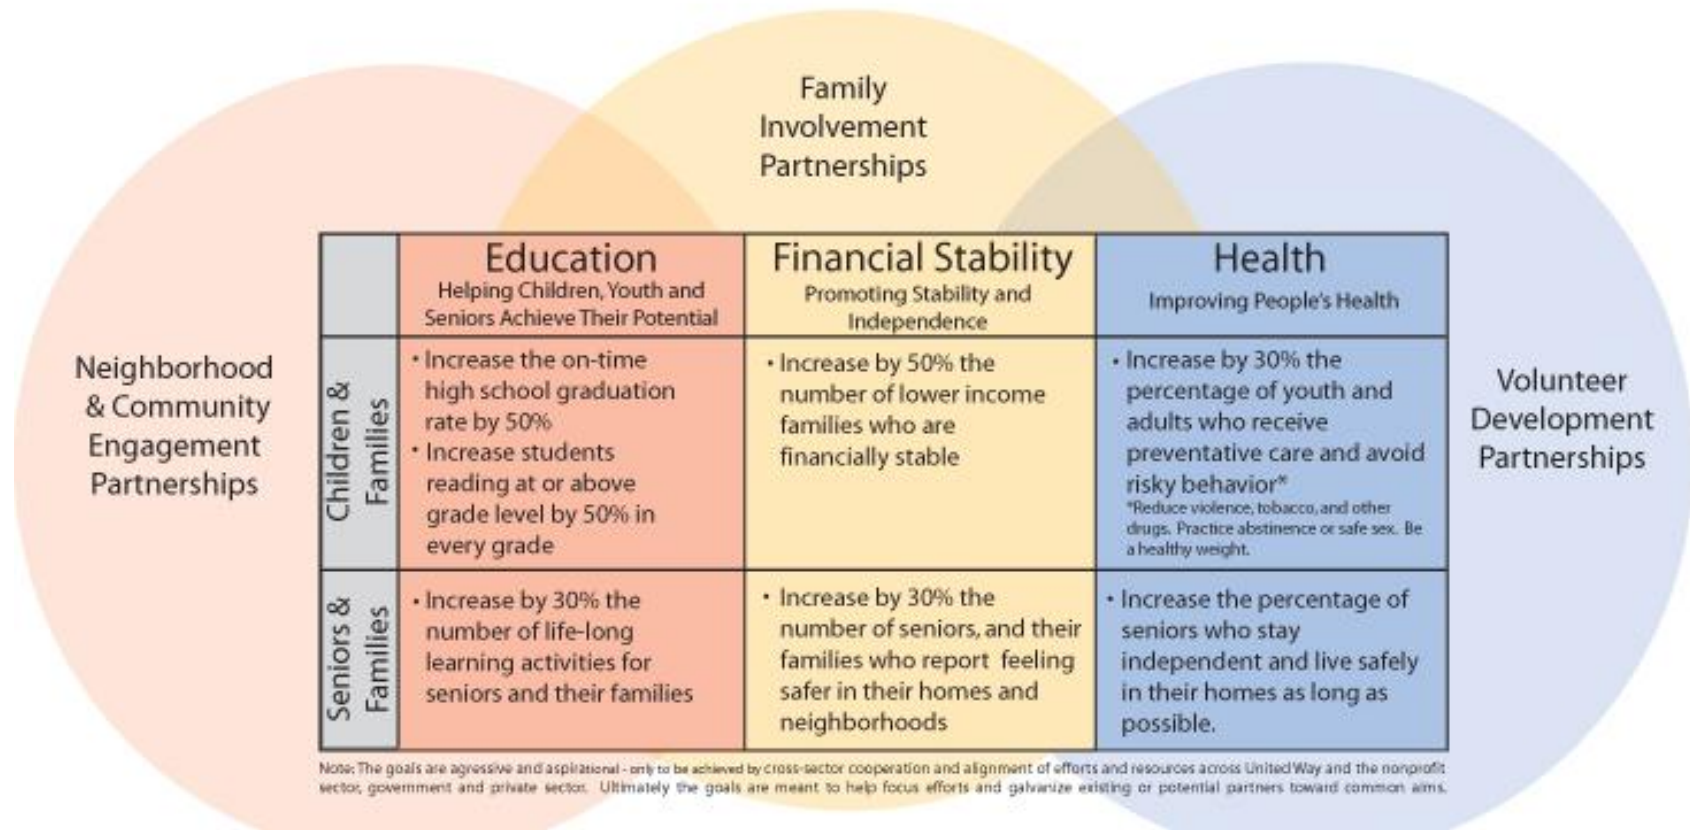 Family
Involvement
Partnerships
Neighborhood
& Community
Engagement
Partnerships
Volunteer
Development
Partnerships
Education
Helping Children, Youth and
Seniors Achieve Their Potential
Financial Stability
Promoting Stability and
Independence
Health
Improving People's Health
Children &
Families
• Increase the on-time
high school graduation
rate by 50%
• Increase students
reading at or above
grade level by 50% in
every grade
• Increase by 50% the
number of lower income
families who are
financially stable
• Increase by 30% the
percentage of youth and
adults who receive
preventative care and avoid
risky behavior*
*Reduce violence, tobacco, and other
drugs. Practice abstinence or safe sex. Be
a healthy weight.
Seniors &
Families
• Increase by 30% the
number of life-long
learning activities for
seniors and their families
• Increase by 30% the
number of seniors, and their
families who report feeling
safer in their homes and
neighborhoods
• Increase the percentage of
seniors who stay
independent and live safely
in their homes as long as
possible.
Note: The goals are agressive and aspirational - only to be achieved by cross-sector cooperation and alignment of efforts and resources across United Way and the nonprofit
sector, government and private sector. Ultimately the goals are meant to help focus efforts and galvanize existing or potential partners toward common aims.